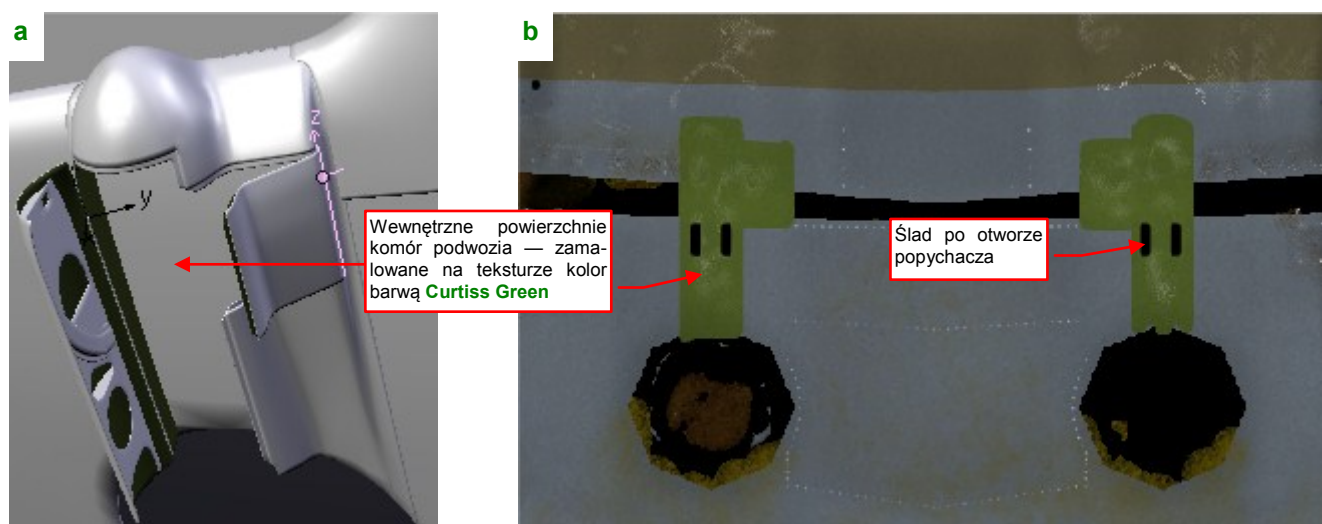 a
b
Wewnętrzne powierzchnie
komór podwozia — zama-
lowane na teksturze kolor
barwą Curtiss Green
Ślad po otworze
popychacza
y
z